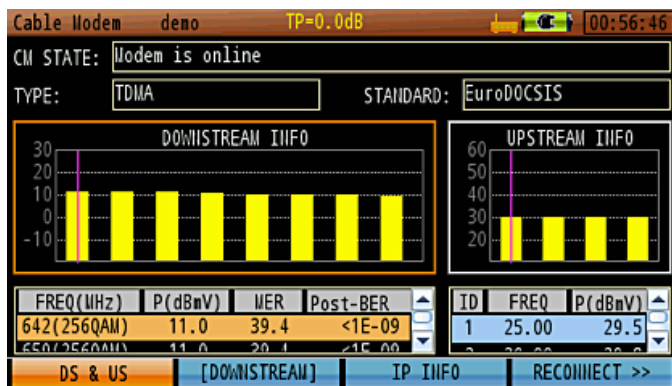 Cable Modem demo TP=0.0dB 00:56:46
CM STATE: Modem is online
TYPE: TDMA STANDARD: EuroDOCSIS
DOWNSTREAM INFO UPSTREAM INFO
30 60
20 50
10 40
0 30
-10 20
FREQ(MHz) P(dBmV) MER Post-BER ID FREQ P(dBmV)
642(256QAM) 11.0 39.4 <1E-09 1 25.00 29.5
DS & US [DOWNSTREAM] IP INFO RECONNECT >>